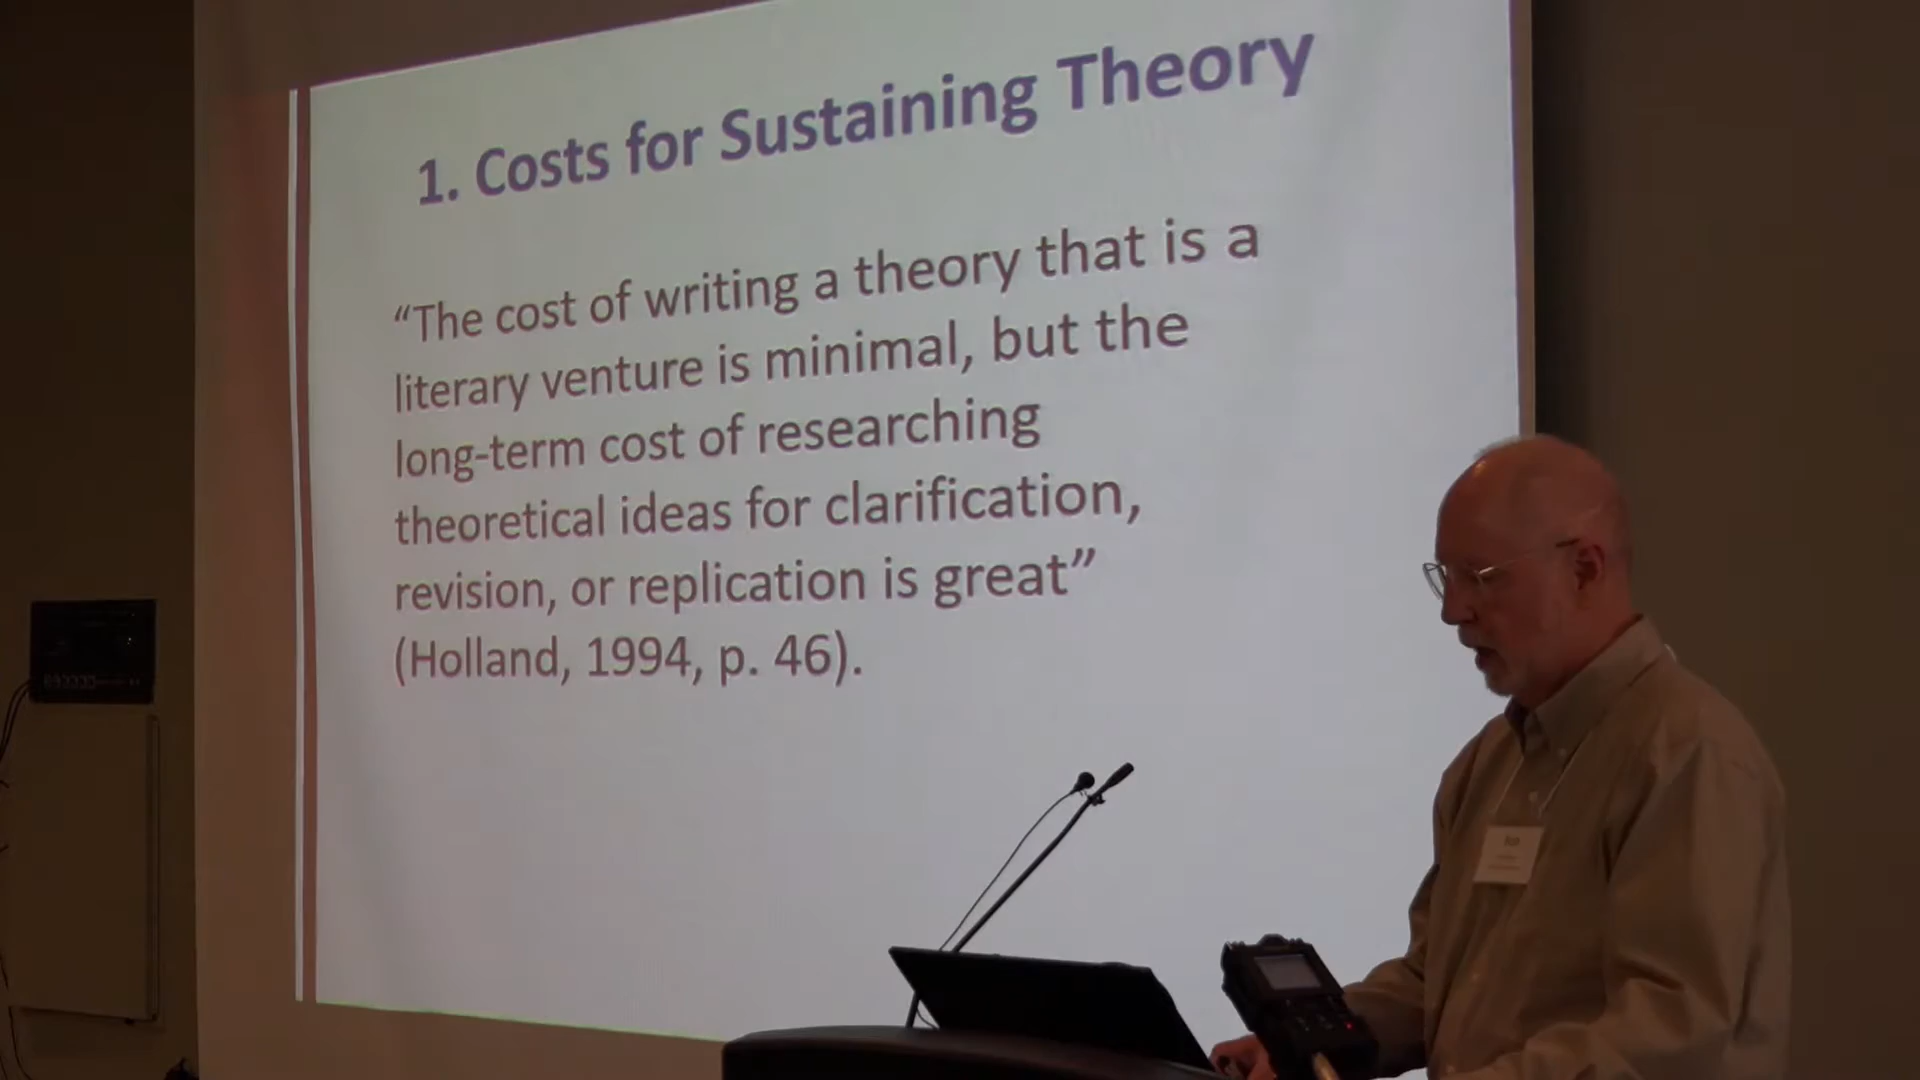 1. Costs for Sustaining Theory
“The cost of writing a theory that is a
literary venture is minimal, but the
long-term cost of researching
theoretical ideas for clarification,
revision, or replication is great”
(Holland, 1994, p. 46).